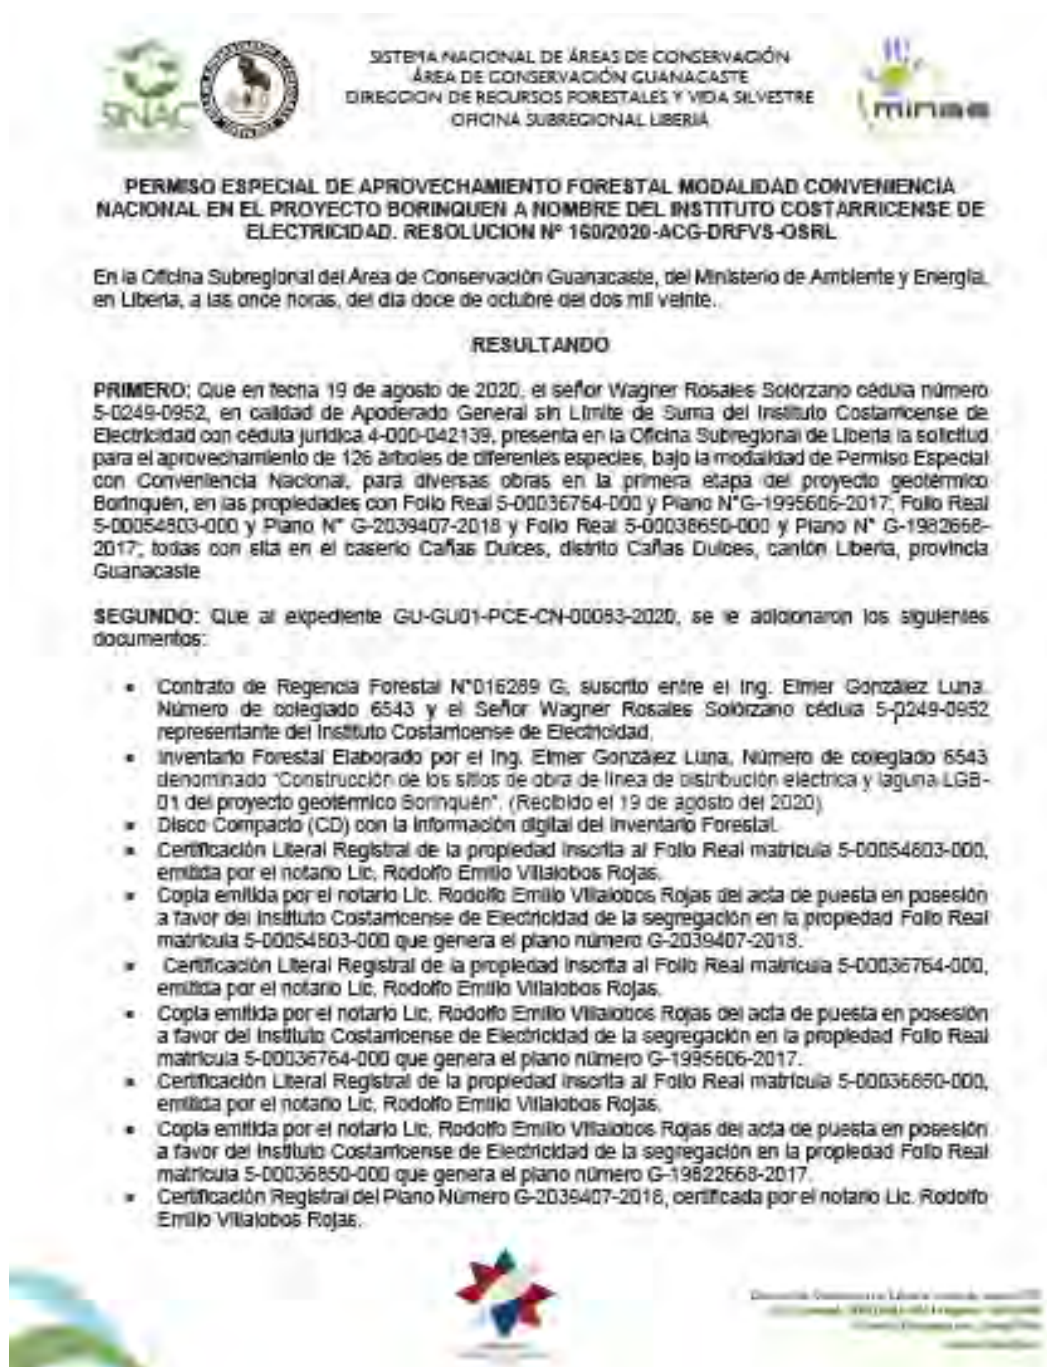 SINAC
SISTEMA NACIONAL DE ÁREAS DE CONSERVACIÓN
ÁREA DE CONSERVACIÓN GUANACASTE
DIRECCION DE RECURSOS FORESTALES Y VIDA SILVESTRE
OFICINA SUBREGIONAL LIBERIA
minae
PERMISO ESPECIAL DE APROVECHAMIENTO FORESTAL MODALIDAD CONVENIENCIA
NACIONAL EN EL PROYECTO BORINQUEN A NOMBRE DEL INSTITUTO COSTARRICENSE DE
ELECTRICIDAD. RESOLUCION Nº 160/2020-ACG-DRFVS-OSRL
En la Oficina Subregional del Área de Conservación Guanacaste, del Ministerio de Ambiente y Energía,
en Liberia, a las once horas, del día doce de octubre del dos mil veinte.
RESULTANDO
PRIMERO: Que en fecha 19 de agosto de 2020, el señor Wagner Rosales Solórzano cédula número
5-0249-0952, en calidad de Apoderado General sin Límite de Suma del Instituto Costarricense de
Electricidad con cédula jurídica 4-000-042139, presenta en la Oficina Subregional de Liberia la solicitud
para el aprovechamiento de 126 árboles de diferentes especies, bajo la modalidad de Permiso Especial
con Conveniencia Nacional, para diversas obras en la primera etapa del proyecto geotérmico
Borinquén, en las propiedades con Folio Real 5-00036764-000 y Plano N°G-1995606-2017; Folio Real
5-00054803-000 y Plano N° G-2039407-2018 y Folio Real 5-00038650-000 y Plano N° G-1982668-
2017; todas con sita en el caserío Cañas Dulces, distrito Cañas Dulces, cantón Liberia, provincia
Guanacaste
SEGUNDO: Que al expediente GU-GU01-PCE-CN-00083-2020, se le adicionaron los siguientes
documentos:
• Contrato de Regencia Forestal N°016289 G, suscrito entre el Ing. Elmer González Luna.
Número de colegiado 6543 y el Señor Wagner Rosales Solórzano cédula 5-0249-0952
representante del Instituto Costarricense de Electricidad.
• Inventario Forestal Elaborado por el Ing. Elmer González Luna, Número de colegiado 6543
denominado "Construcción de los sitios de obra de línea de distribución eléctrica y laguna LGB-
01 del proyecto geotérmico Borinquén". (Recibido el 19 de agosto del 2020)
• Disco Compacto (CD) con la información digital del Inventario Forestal.
• Certificación Literal Registral de la propiedad inscrita al Folio Real matrícula 5-00054803-000,
emitida por el notario Lic. Rodolfo Emilio Villalobos Rojas.
• Copia emitida por el notario Lic. Rodolfo Emilio Villalobos Rojas del acta de puesta en posesión
a favor del Instituto Costarricense de Electricidad de la segregación en la propiedad Folio Real
matrícula 5-00054803-000 que genera el plano número G-2039407-2018.
• Certificación Literal Registral de la propiedad inscrita al Folio Real matrícula 5-00036764-000,
emitida por el notario Lic. Rodolfo Emilio Villalobos Rojas.
• Copia emitida por el notario Lic. Rodolfo Emilio Villalobos Rojas del acta de puesta en posesión
a favor del Instituto Costarricense de Electricidad de la segregación en la propiedad Folio Real
matrícula 5-00036764-000 que genera el plano número G-1995606-2017.
• Certificación Literal Registral de la propiedad inscrita al Folio Real matrícula 5-00036850-000,
emitida por el notario Lic. Rodolfo Emilio Villalobos Rojas.
• Copia emitida por el notario Lic. Rodolfo Emilio Villalobos Rojas del acta de puesta en posesión
a favor del Instituto Costarricense de Electricidad de la segregación en la propiedad Folio Real
matrícula 5-00036850-000 que genera el plano número G-19822668-2017.
• Certificación Registral del Plano Número G-2039407-2018, certificada por el notario Lic. Rodolfo
Emilio Villalobos Rojas.